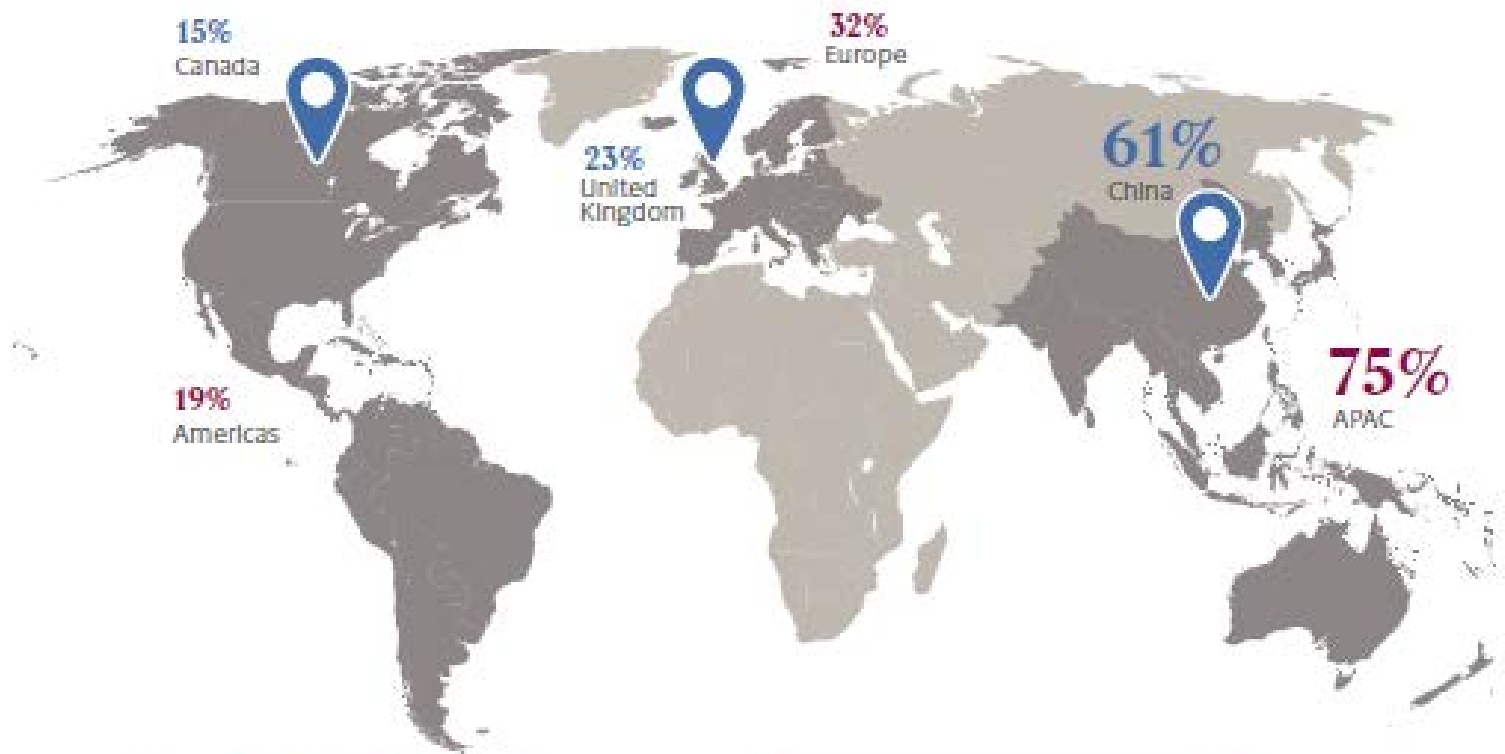 15%
Canada
32%
Europe
23%
United
Kingdom
61%
China
75%
APAC
19%
Americas